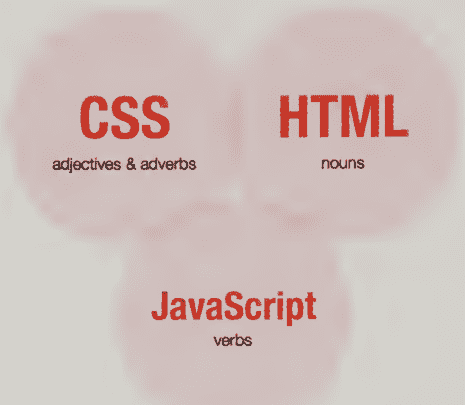 CSS
adjectives & adverbs
HTML
nouns
JavaScript
verbs